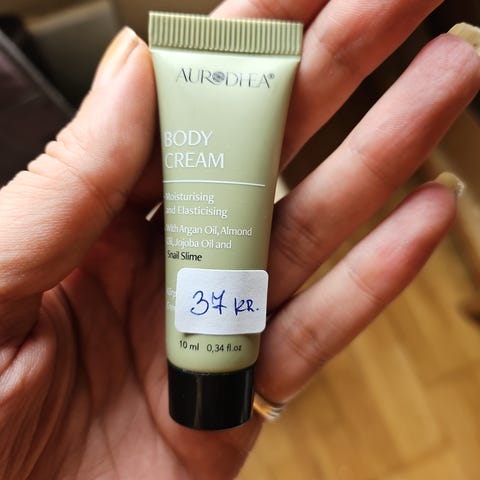 AURODHEA®
BODY
CREAM
Moisturising
and Elasticising
With Argan Oil, Almond
Oil, Jojoba Oil and
Snail Slime
37 KR.
10 ml 0,34 fl.oz